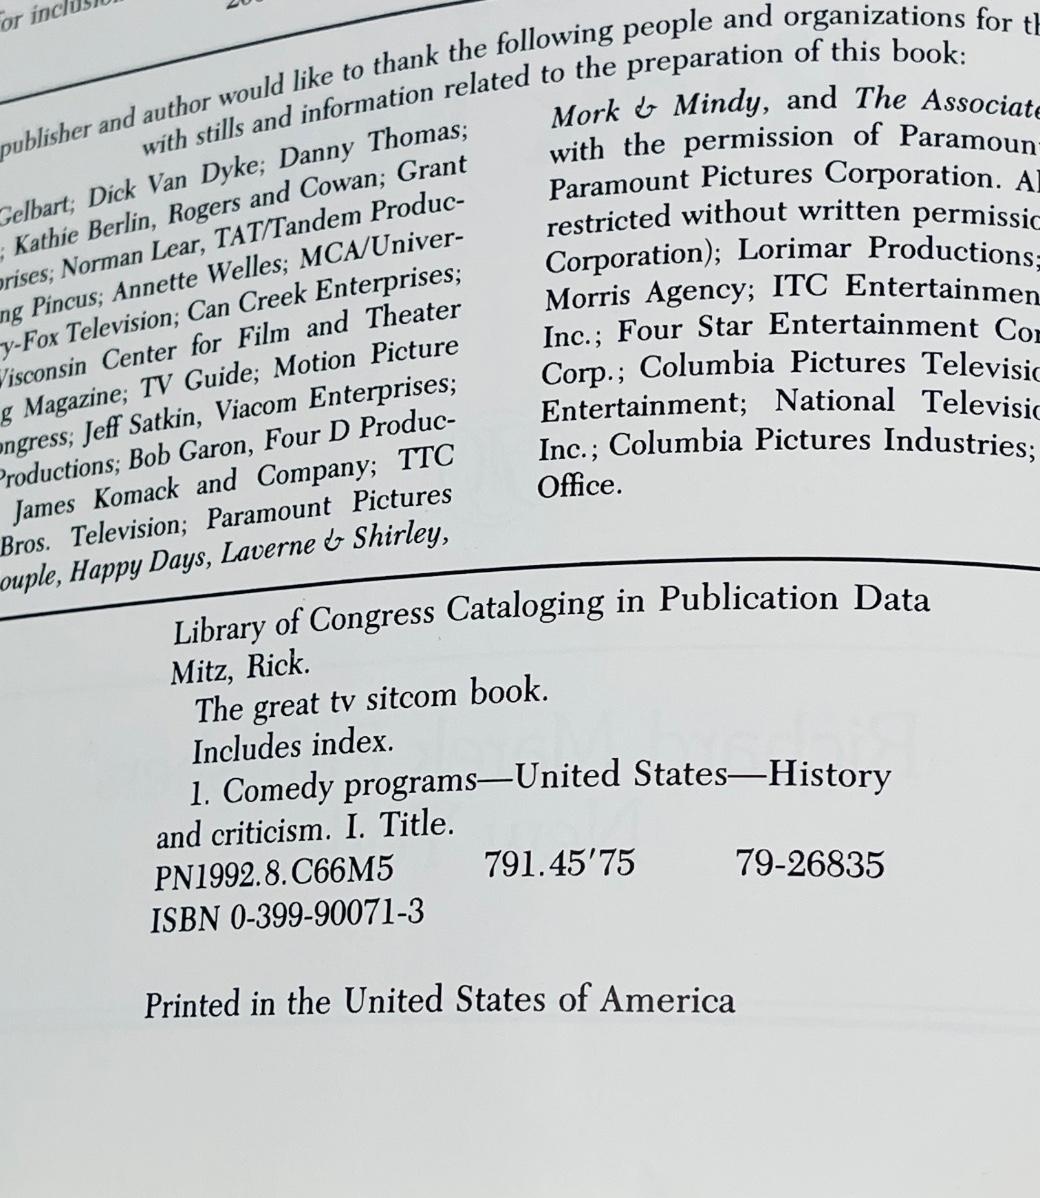 for inclusion
publisher and author would like to thank the following people and organizations for
with stills and information related to the preparation of this book:
Gelbart; Dick Van Dyke; Danny Thomas;
; Kathie Berlin, Rogers and Cowan; Grant
prises; Norman Lear, TAT/Tandem Produc-
ng Pincus; Annette Welles; MCA/Univer-
y-Fox Television; Can Creek Enterprises;
Wisconsin Center for Film and Theater
g Magazine; TV Guide; Motion Picture
ongress; Jeff Satkin, Viacom Enterprises;
Productions; Bob Garon, Four D Produc-
James Komack and Company; TTC
Bros. Television; Paramount Pictures
ouple, Happy Days, Laverne & Shirley,
Mork & Mindy, and The Associate
with the permission of Paramoun
Paramount Pictures Corporation. Al
restricted without written permissio
Corporation); Lorimar Productions;
Morris Agency; ITC Entertainmen
Inc.; Four Star Entertainment Cor
Corp.; Columbia Pictures Televisio
Entertainment; National Televisio
Inc.; Columbia Pictures Industries;
Office.
Library of Congress Cataloging in Publication Data
Mitz, Rick.
The great tv sitcom book.
Includes index.
1. Comedy programs—United States—History
and criticism. I. Title.
PN1992.8.C66M5 791.45'75 79-26835
ISBN 0-399-90071-3
Printed in the United States of America